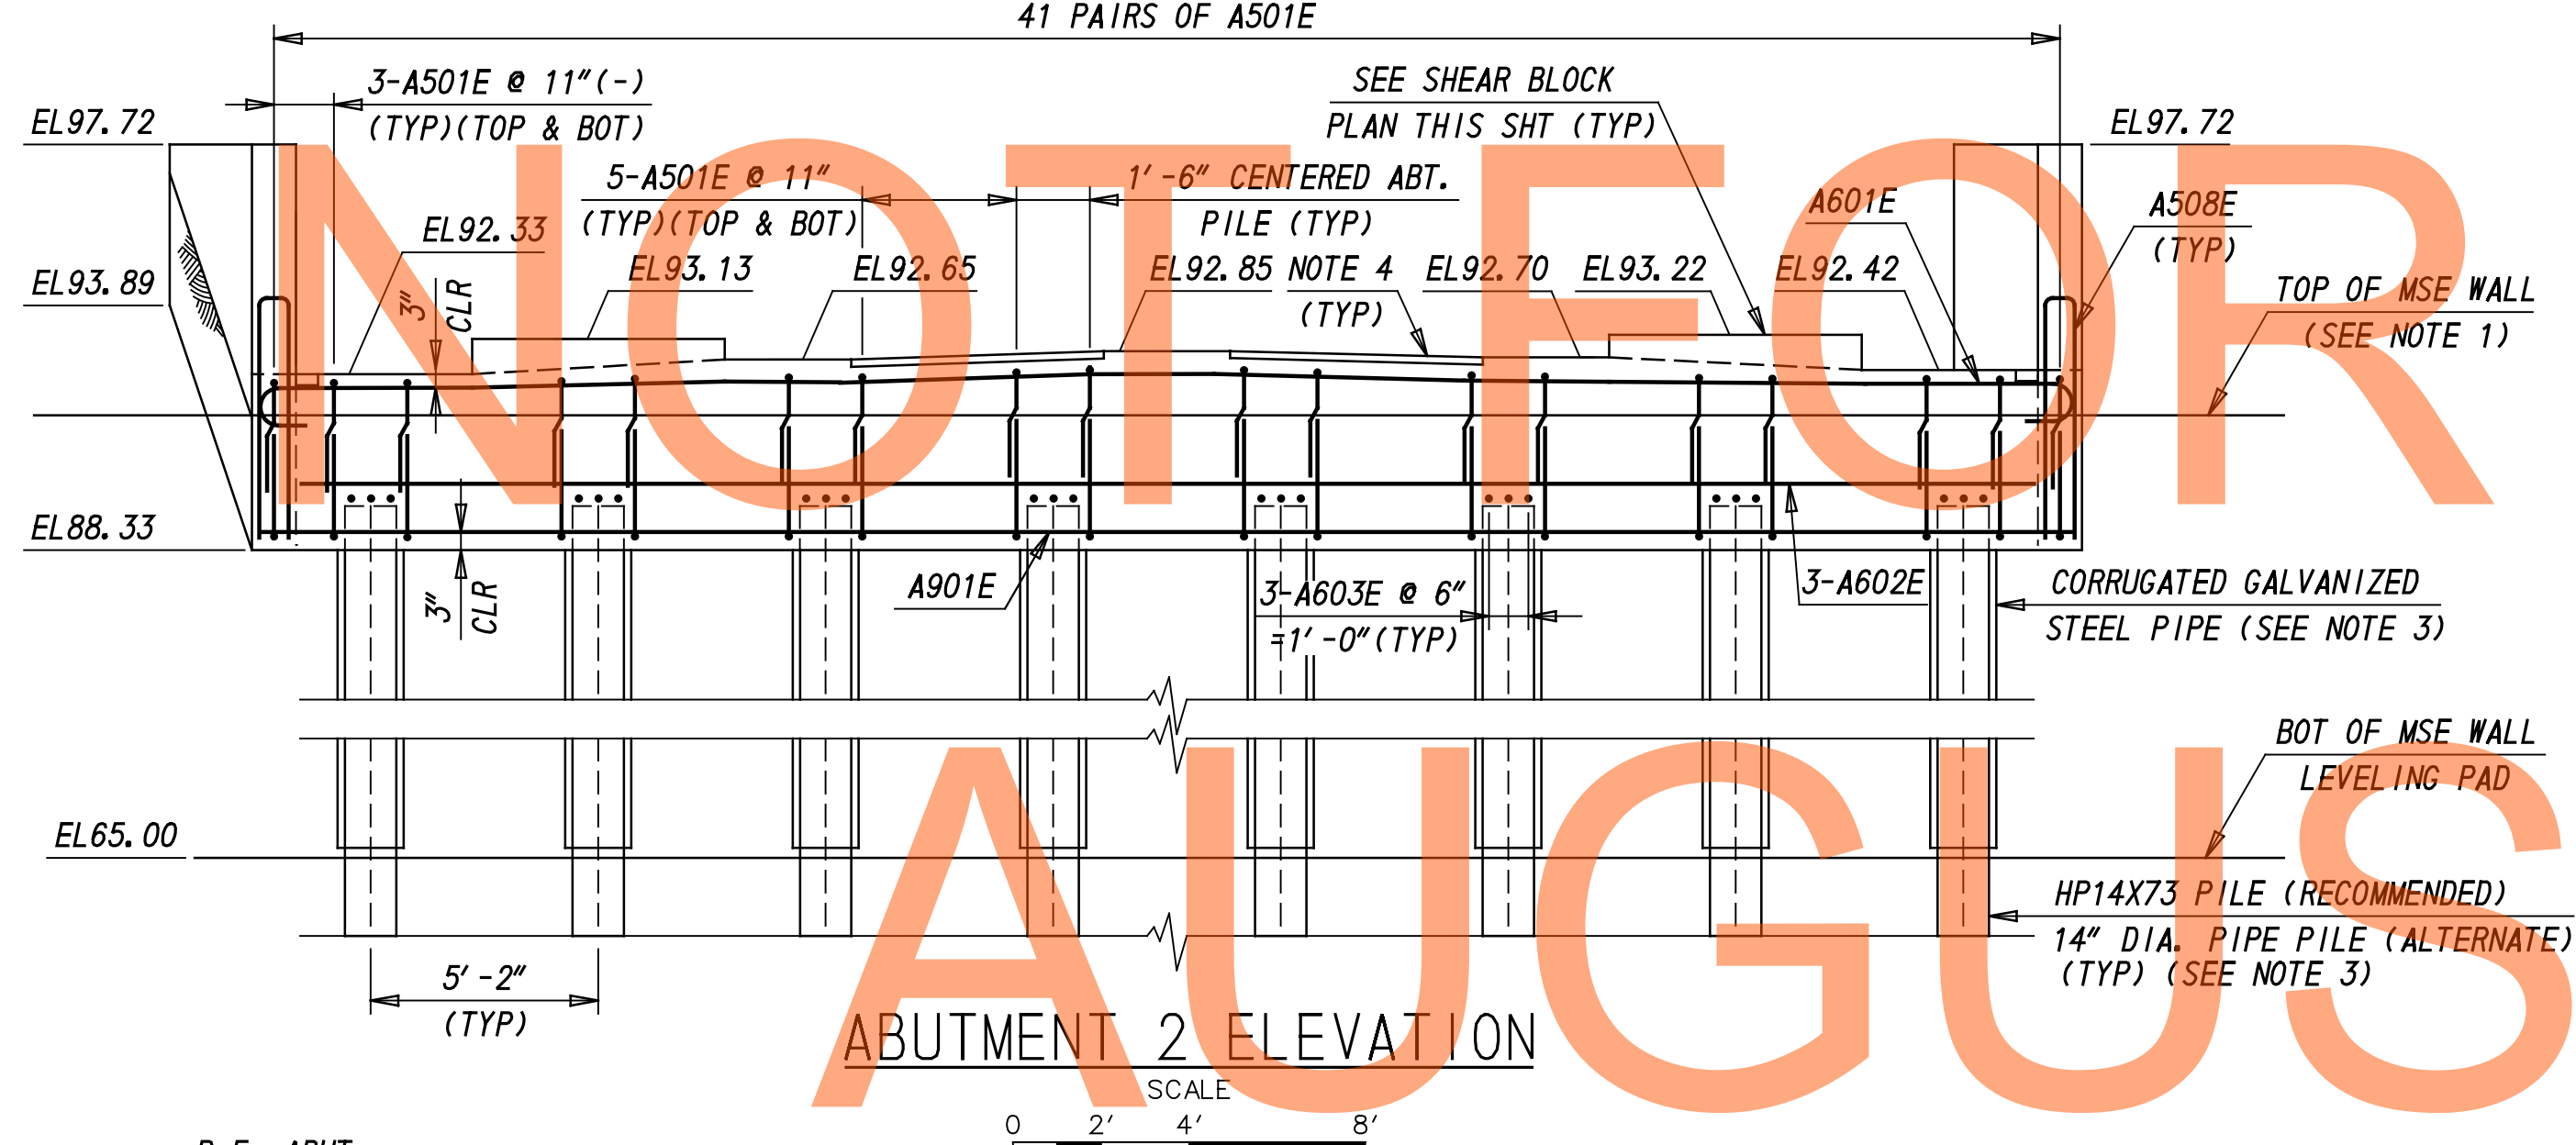 41 PAIRS OF A501E
3-A501E @ 11"(-)
(TYP)(TOP & BOT)
SEE SHEAR BLOCK
PLAN THIS SHT (TYP)
EL97.72
EL97.72
5-A501E @ 11"
(TYP)(TOP & BOT)
1'-6" CENTERED ABT.
PILE (TYP)
A601E
A508E
(TYP)
EL92.33
EL93.89
3"
CLR
EL93.13
EL92.65
EL92.85
NOTE 4
(TYP)
EL92.70
EL93.22
EL92.42
TOP OF MSE WALL
(SEE NOTE 1)
NOT FOR
EL88.33
3"
CLR
A901E
3-A603E @ 6"
=1'-0"(TYP)
3-A602E
CORRUGATED GALVANIZED
STEEL PIPE (SEE NOTE 3)
BOT OF MSE WALL
LEVELING PAD
EL65.00
HP14X73 PILE (RECOMMENDED)
14" DIA. PIPE PILE (ALTERNATE)
(TYP) (SEE NOTE 3)
5'-2"
(TYP)
AUGUS
ABUTMENT 2 ELEVATION
SCALE
0 2' 4' 8'